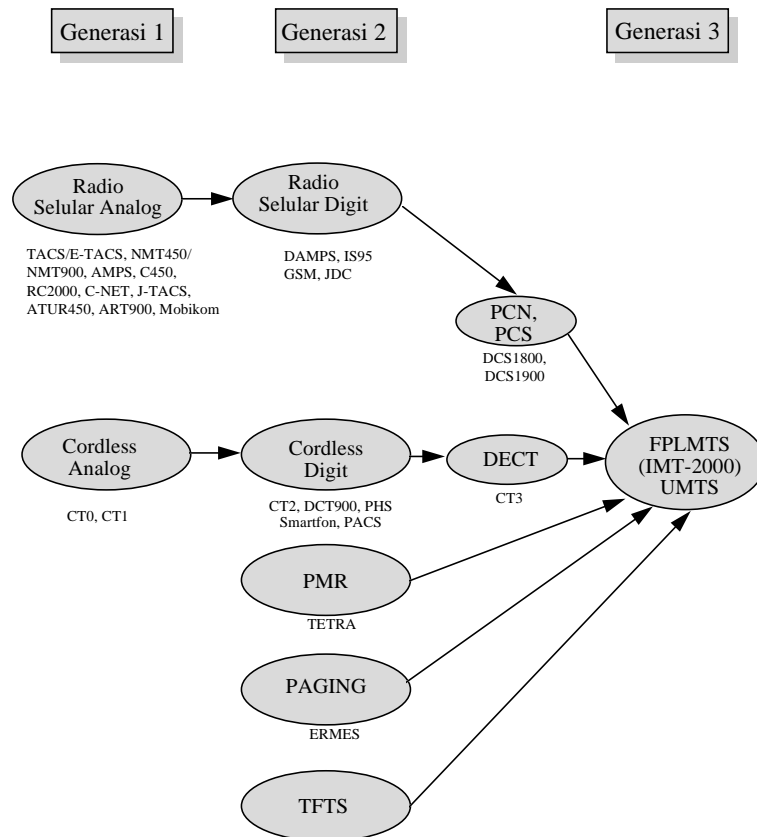 Generasi 1
Generasi 2
Generasi 3
Radio
Selular Analog
Radio
Selular Digit
TACS/E-TACS, NMT450/
NMT900, AMPS, C450,
RC2000, C-NET, J-TACS,
ATUR450, ART900, Mobikom
DAMPS, IS95
GSM, JDC
PCN,
PCS
DCS1800,
DCS1900
Cordless
Analog
Cordless
Digit
DECT
FPLMTS
(IMT-2000)
UMTS
CT0, CT1
CT2, DCT900, PHS
Smartfon, PACS
CT3
PMR
TETRA
PAGING
ERMES
TFTS